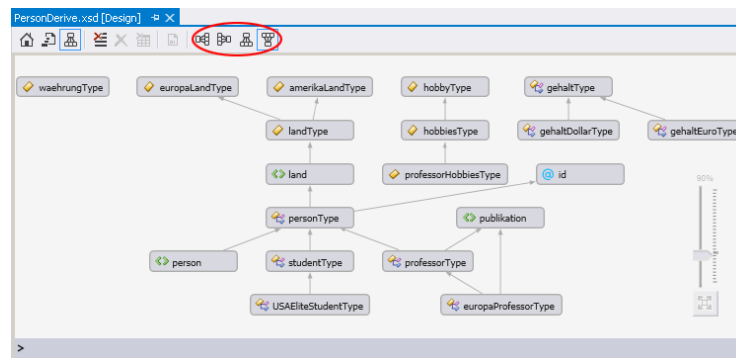 PersonDerive.xsd [Design]
waehrungType europaLandType amerikaLandType hobbyType gehaltType
landType hobbiesType gehaltDollarType gehaltEuroType
land professorHobbiesType @ id
90%
personType publikation
person studentType professorType
USAEliteStudentType europaProfessorType
>